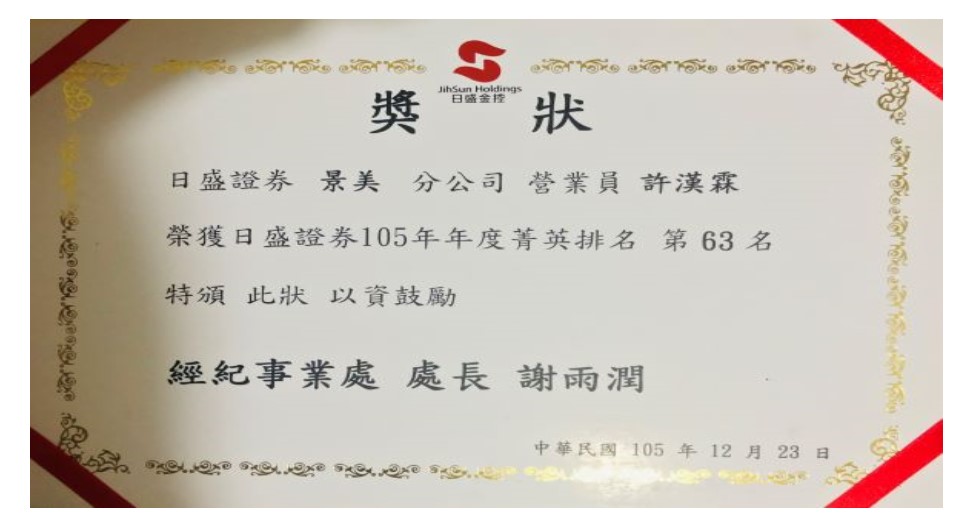 JihSun Holdings
日盛金控
獎 狀
日盛證券 景美 分公司 營業員 許漢霖
榮獲日盛證券105年年度菁英排名 第 63 名
特頒 此狀 以資鼓勵
經紀事業處 處長 謝雨潤
中華民國 105 年 12 月 23 日